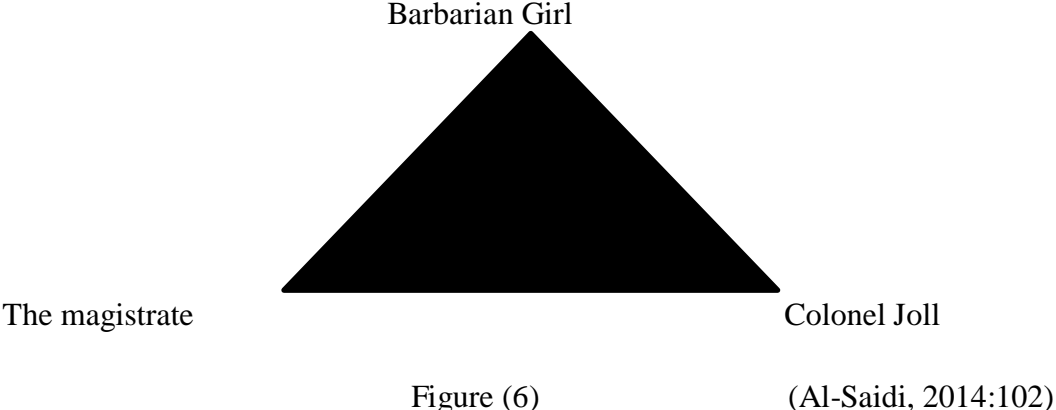 Barbarian Girl
The magistrate Colonel Joll
Figure (6) (Al-Saidi, 2014:102)